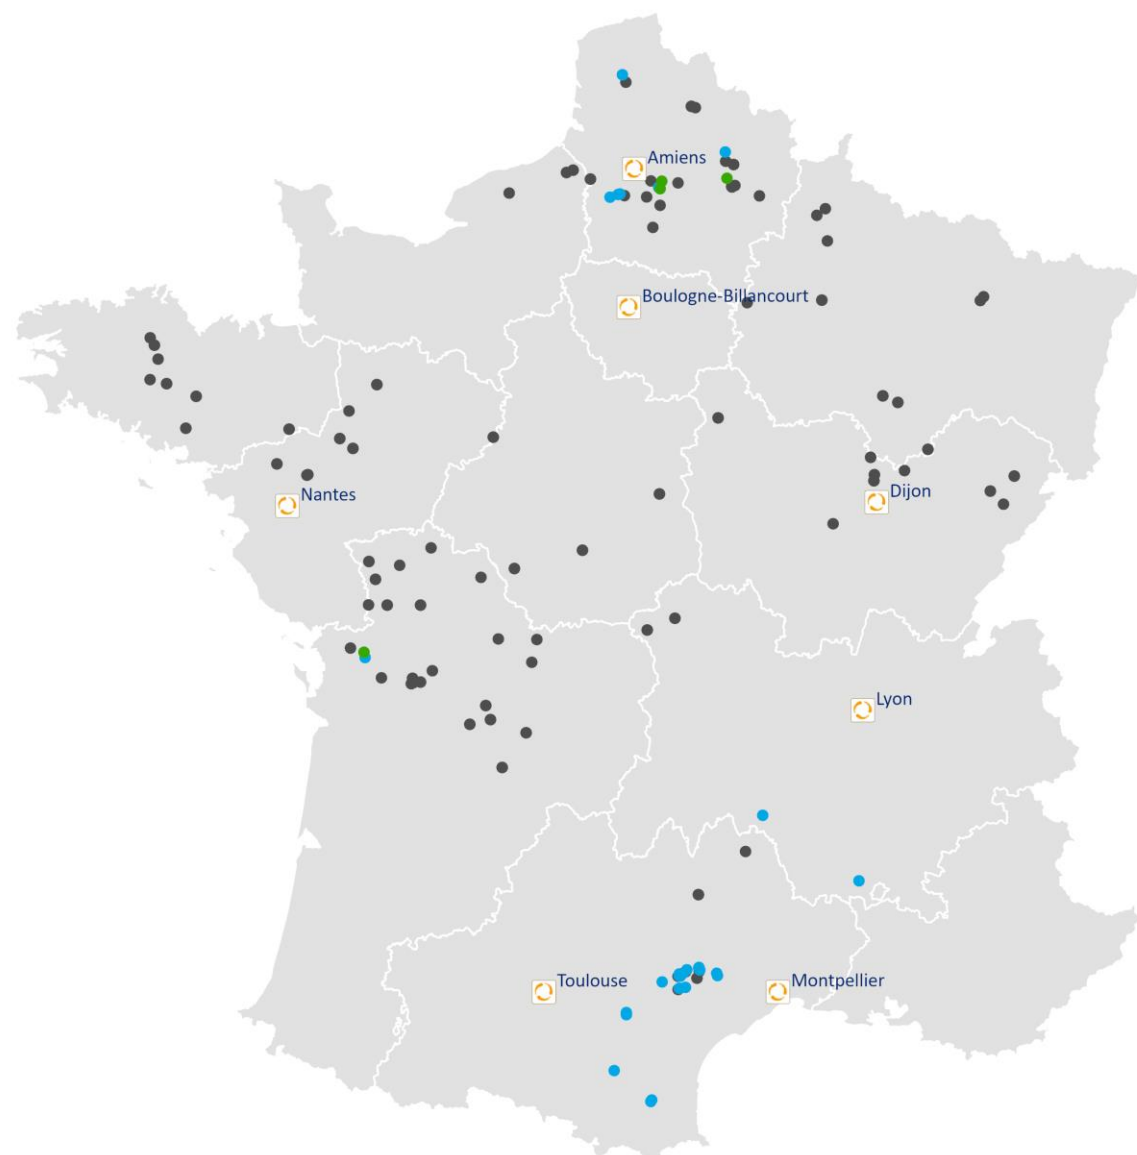 Amiens
Boulogne-Billancourt
Nantes
Dijon
Lyon
Toulouse
Montpellier